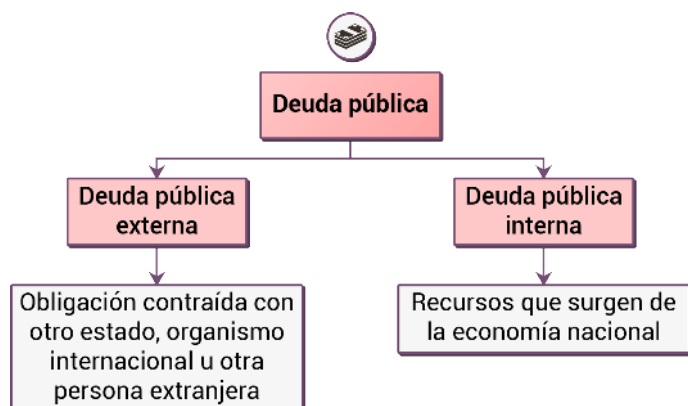 Deuda pública
Deuda pública
externa
Deuda pública
interna
Obligación contraída con
otro estado, organismo
internacional u otra
persona extranjera
Recursos que surgen de
la economía nacional